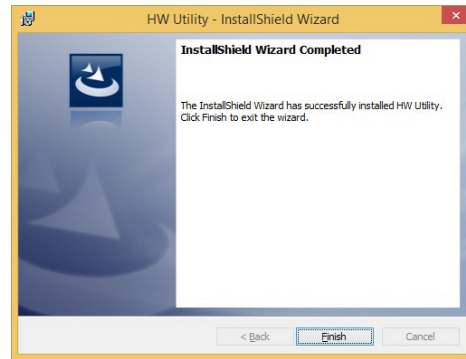 HW Utility - InstallShield Wizard
InstallShield Wizard Completed
The InstallShield Wizard has successfully installed HW Utility.
Click Finish to exit the wizard.
< Back
Finish
Cancel